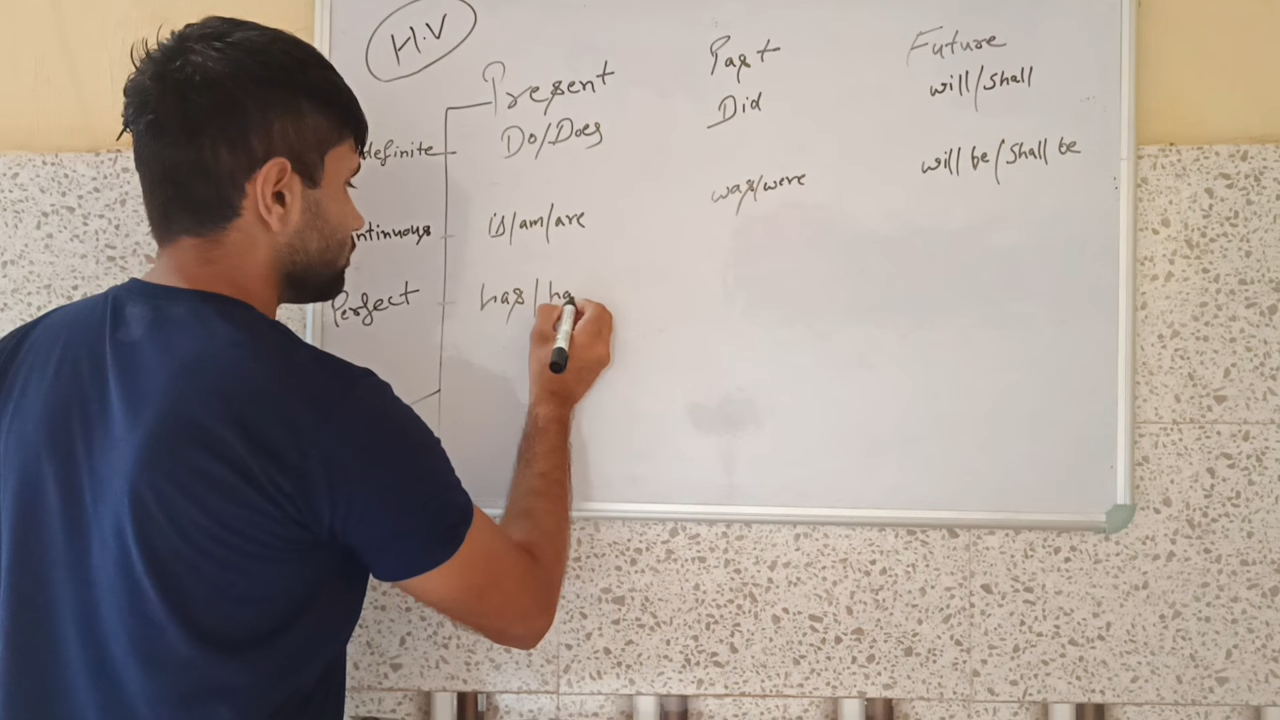 H.V
Present Past Future
definite Do/Does Did will/shall
ntinuous is/am/are was/were will be/shall be
Perfect has/ha